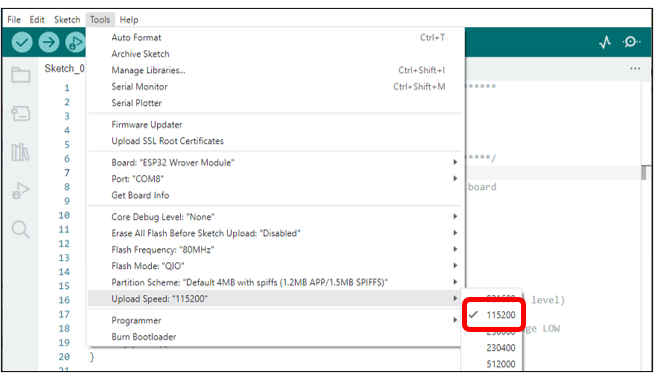 File Edit Sketch Tools Help
Auto Format Ctrl+T
Archive Sketch
Manage Libraries... Ctrl+Shift+I
Serial Monitor Ctrl+Shift+M
Serial Plotter
Firmware Updater
Upload SSL Root Certificates
Board: "ESP32 Wrover Module"
Port: "COM8"
Get Board Info
Core Debug Level: "None"
Erase All Flash Before Sketch Upload: "Disabled"
Flash Frequency: "80MHz"
Flash Mode: "QIO"
Partition Scheme: "Default 4MB with spiffs (1.2MB APP/1.5MB SPIFFS)"
Upload Speed: "115200"
Programmer
Burn Bootloader
921600
115200
230400
512000
Sketch_0
1 *****
2
3
4
5
6 ****/
7
8 board
9
10
11
12
13
14
15
16 level)
17
18 LOW
19
20 }
21